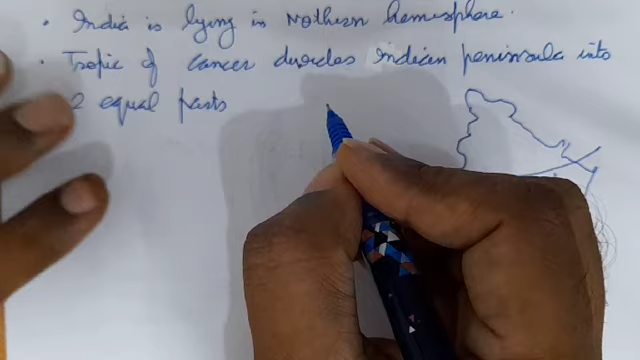 • India is lying in Nothern hemisphere.
• Tropic of cancer divides Indian peninsula into
2 equal parts